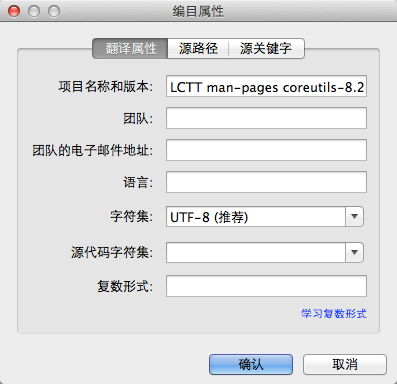 编目属性
翻译属性 源路径 源关键字
项目名称和版本: LCTT man-pages coreutils-8.2
团队:
团队的电子邮件地址:
语言:
字符集: UTF-8 (推荐)
源代码字符集:
复数形式:
学习复数形式
确认 取消